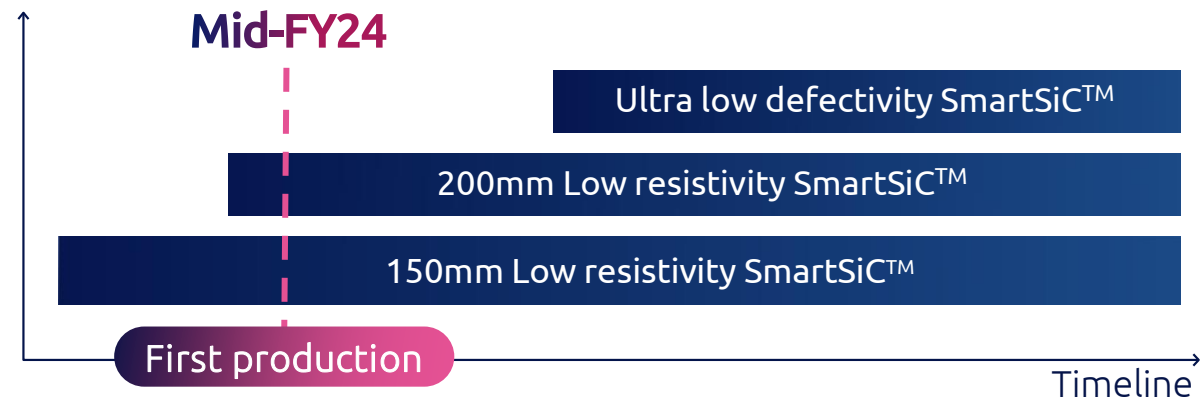 Mid-FY24
Ultra low defectivity SmartSiC™
200mm Low resistivity SmartSiC™
150mm Low resistivity SmartSiC™
First production
Timeline